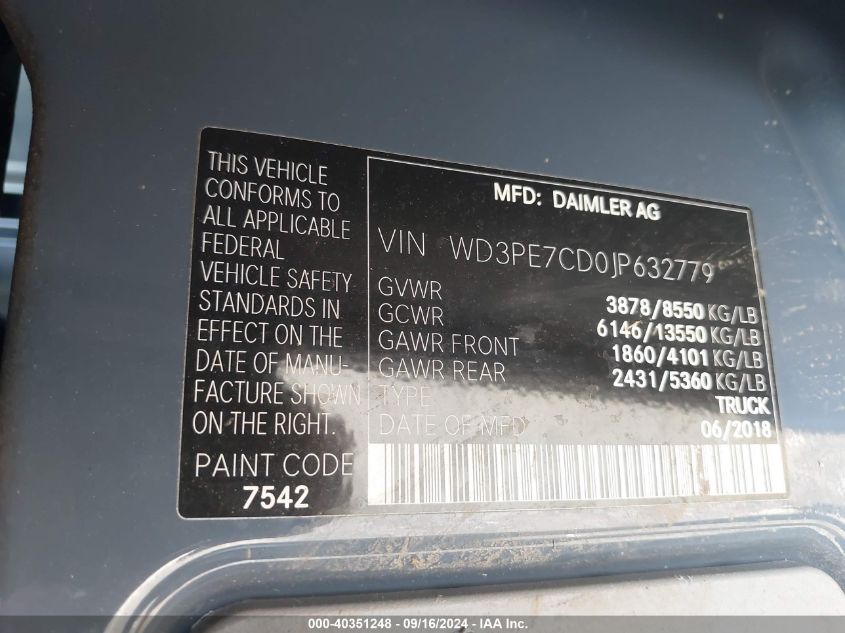 THIS VEHICLE
CONFORMS TO
ALL APPLICABLE
FEDERAL
VEHICLE SAFETY
STANDARDS IN
EFFECT ON THE
DATE OF MANU-
FACTURE SHOWN
ON THE RIGHT.
PAINT CODE
7542
MFD: DAIMLER AG
VIN WD3PE7CD0JP632779
GVWR 3878/8550 KG/LB
GCWR 6146/13550 KG/LB
GAWR FRONT 1860/4101 KG/LB
GAWR REAR 2431/5360 KG/LB
TYPE TRUCK
DATE OF MFD 06/2018
000-40351248 - 09/16/2024 - IAA Inc.